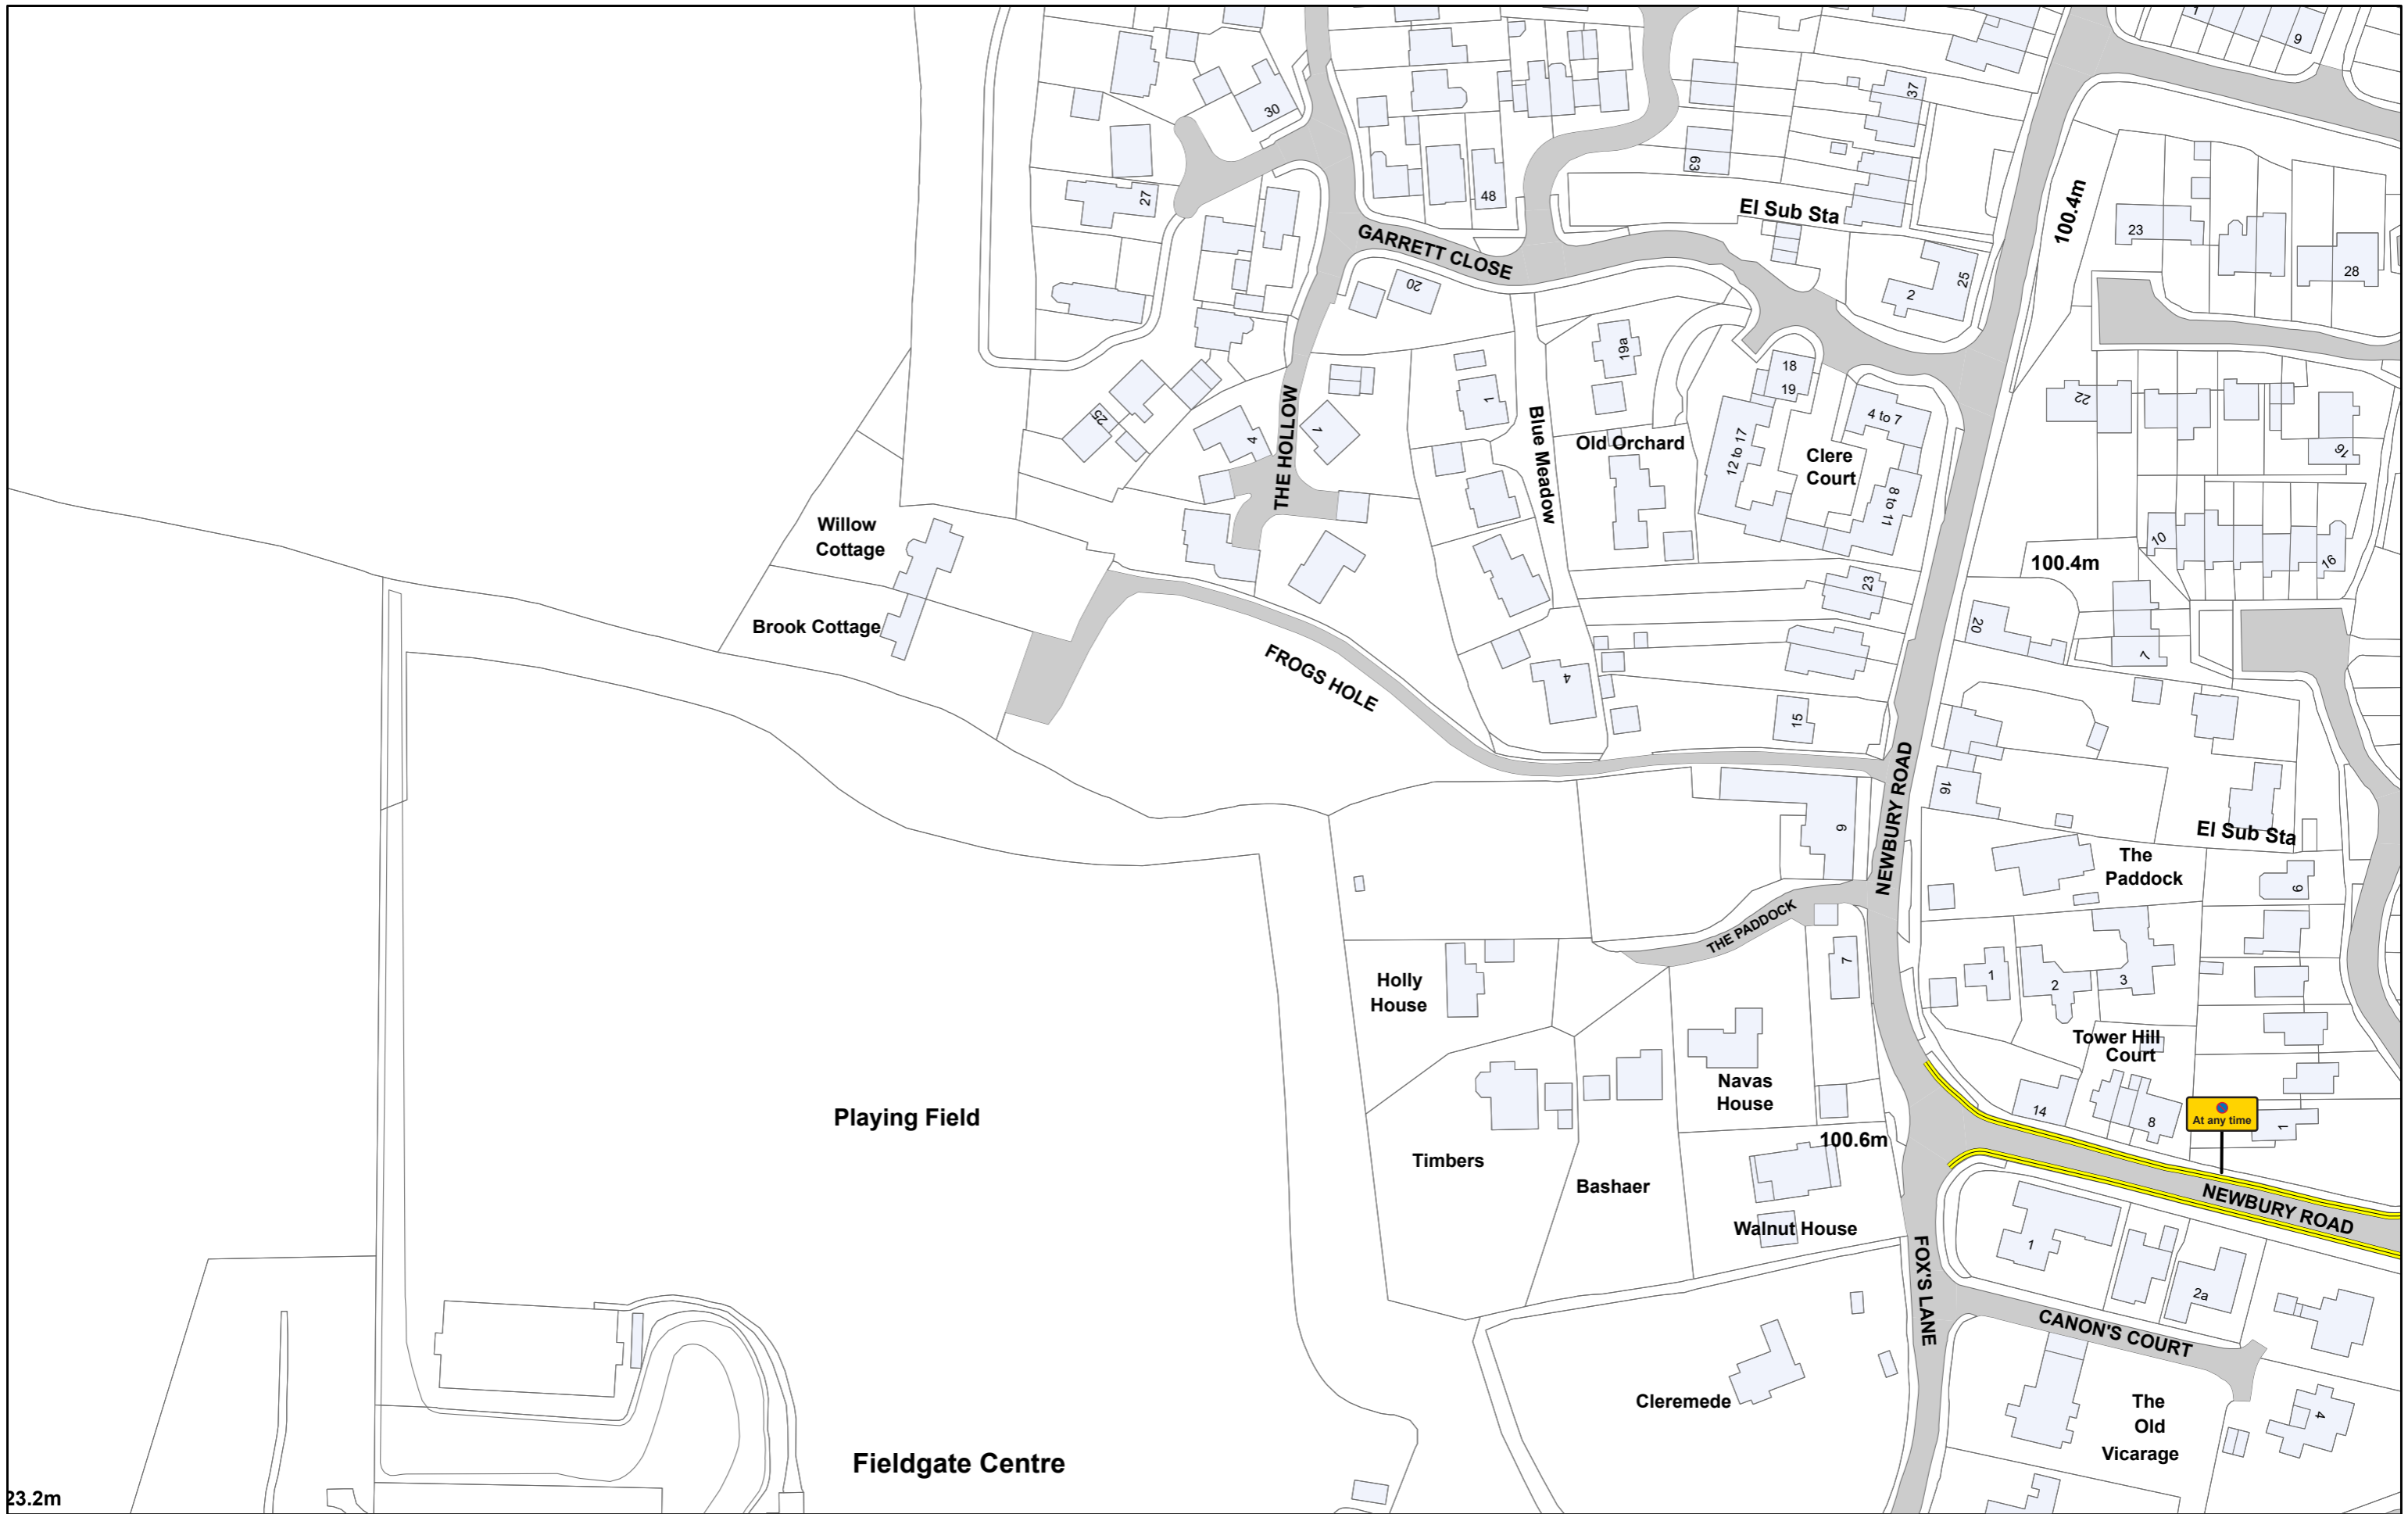 9
30
37
63
27
48
El Sub Sta
100.4m
23
28
GARRETT CLOSE
20
2
25
19a
18
19
1
22
4 to 7
THE HOLLOW
25
4
1
Blue Meadow
Old Orchard
12 to 17
Clere
Court
8 to 11
16
10
16
100.4m
Willow
Cottage
Brook Cottage
23
20
7
FROGS HOLE
4
15
NEWBURY ROAD
16
9
El Sub Sta
The
Paddock
6
THE PADDOCK
7
Holly
House
1
2
3
Tower Hill
Court
Navas
House
14
8
At any time
1
Playing Field
Timbers
100.6m
Bashaer
Walnut House
NEWBURY ROAD
1
FOX'S LANE
2a
CANON'S COURT
Cleremede
The
Old
Vicarage
4
Fieldgate Centre
23.2m